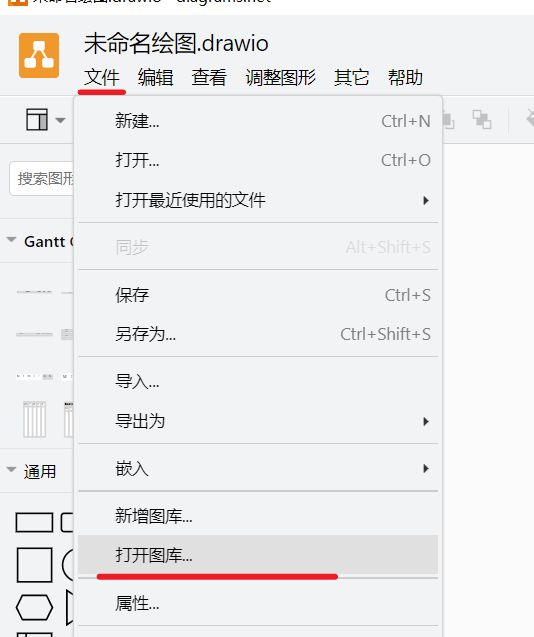 未命名绘图.drawio
文件 编辑 查看 调整图形 其它 帮助
新建... Ctrl+N
打开... Ctrl+O
搜索图形
打开最近使用的文件
Gantt
同步 Alt+Shift+S
保存 Ctrl+S
另存为... Ctrl+Shift+S
导入...
导出为
嵌入
通用
新增图库...
打开图库...
属性...